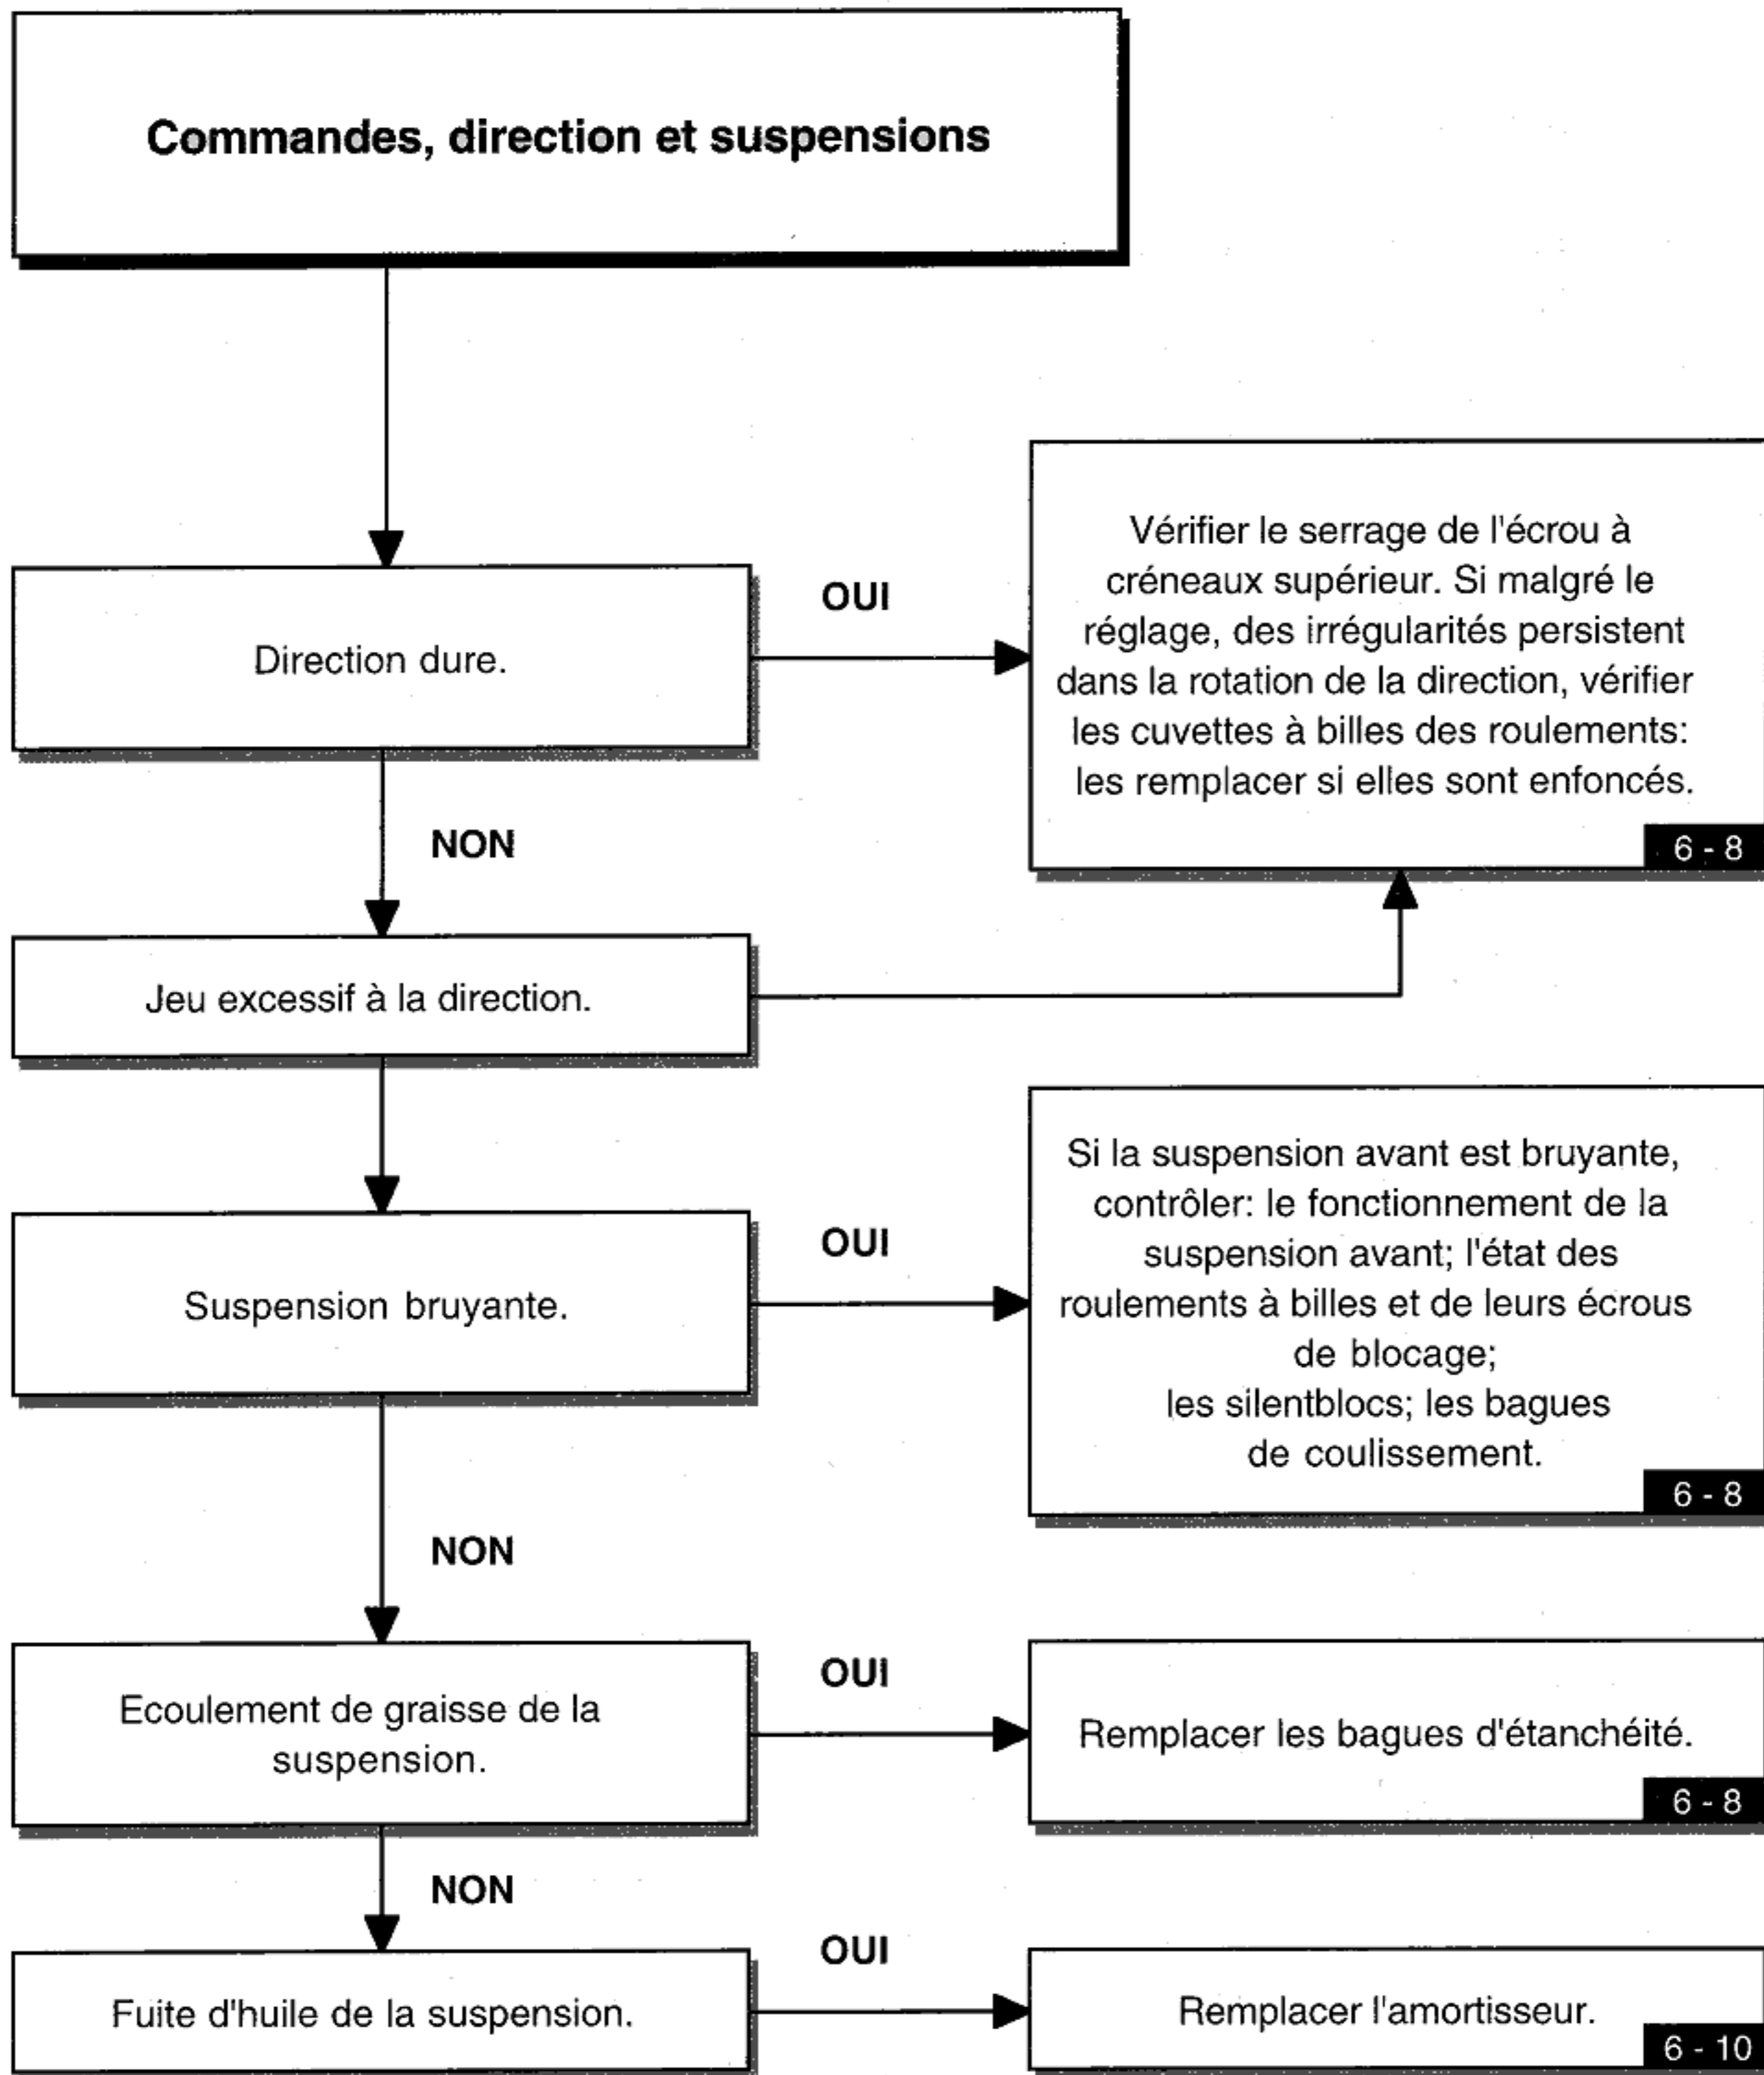 Commandes, direction et suspensions
Direction dure.
OUI
Vérifier le serrage de l'écrou à
créneaux supérieur. Si malgré le
réglage, des irrégularités persistent
dans la rotation de la direction, vérifier
les cuvettes à billes des roulements:
les remplacer si elles sont enfoncés.
6 - 8
NON
Jeu excessif à la direction.
Suspension bruyante.
OUI
Si la suspension avant est bruyante,
contrôler: le fonctionnement de la
suspension avant; l'état des
roulements à billes et de leurs écrous
de blocage;
les silentblocs; les bagues
de coulissement.
6 - 8
NON
Ecoulement de graisse de la
suspension.
OUI
Remplacer les bagues d'étanchéité.
6 - 8
NON
Fuite d'huile de la suspension.
OUI
Remplacer l'amortisseur.
6 - 10